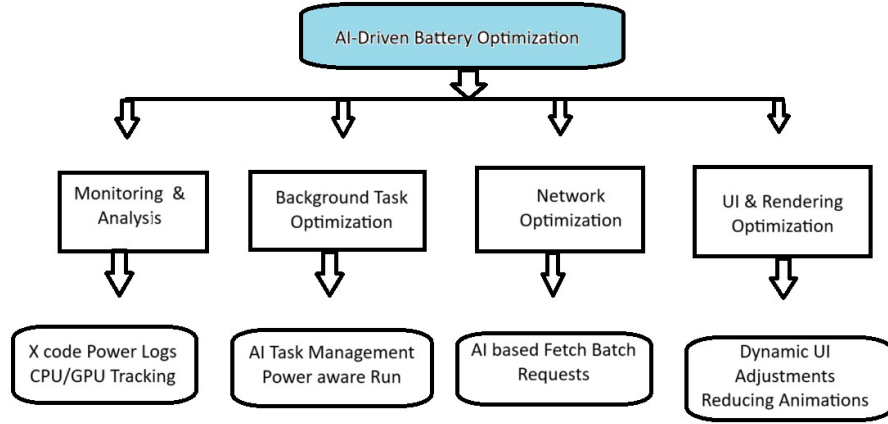 AI-Driven Battery Optimization
Monitoring & 
Analysis
Background Task
Optimization
Network
Optimization
UI & Rendering
Optimization
X code Power Logs
CPU/GPU Tracking
AI Task Management
Power aware Run
AI based Fetch Batch
Requests
Dynamic UI
Adjustments
Reducing Animations